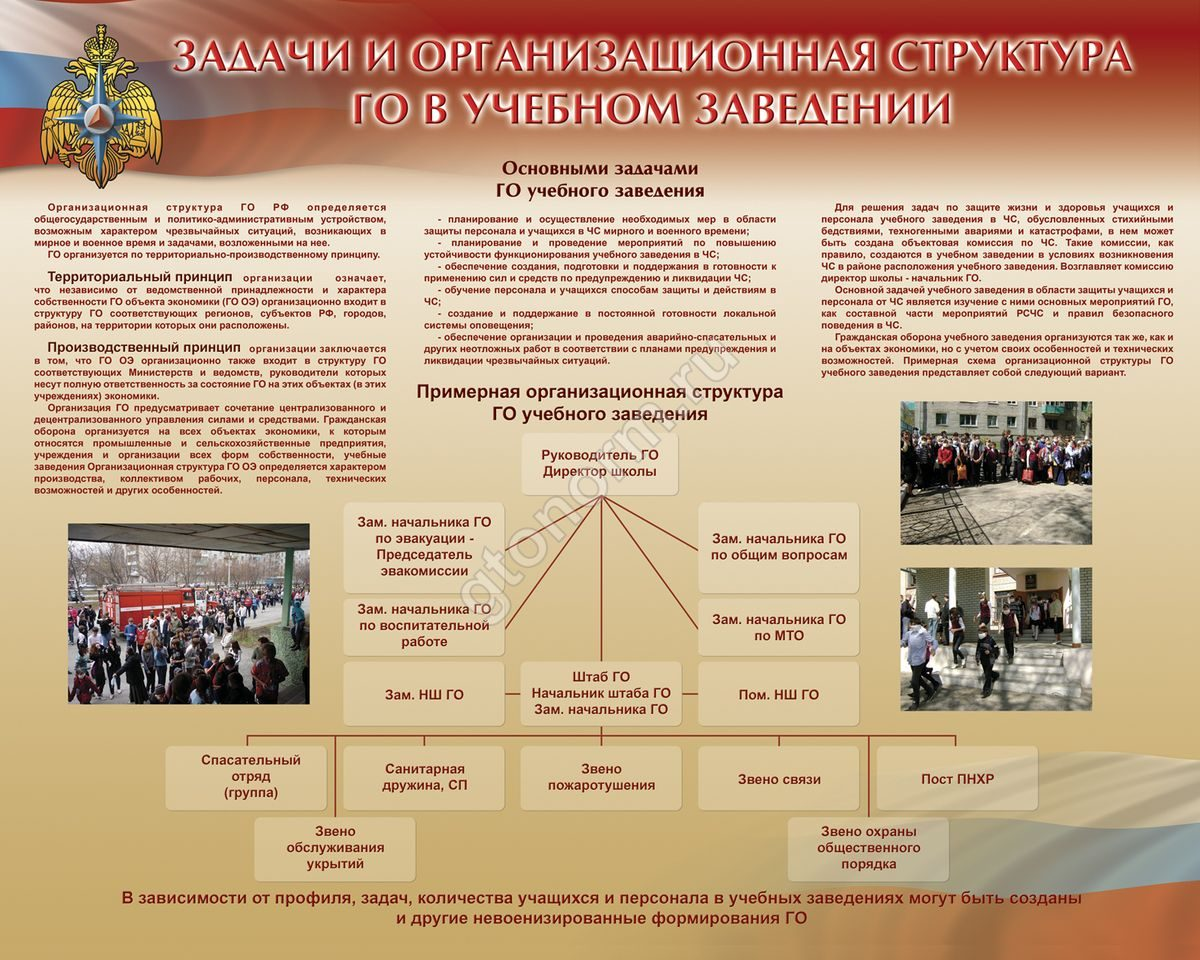 ЗАДАЧИ И ОРГАНИЗАЦИОННАЯ СТРУКТУРА
ГО В УЧЕБНОМ ЗАВЕДЕНИИ
Организационная структура ГО РФ определяется
общегосударственным и политико-административным устройством,
возможным характером чрезвычайных ситуаций, возникающих в
мирное и военное время и задачами, возложенными на нее.
ГО организуется по территориально-производственному принципу.
Территориальный принцип организации означает,
что независимо от ведомственной принадлежности и характера
собственности ГО объекта экономики (ГО ОЭ) организационно входит в
структуру ГО соответствующих регионов, субъектов РФ, городов,
районов, на территории которых они расположены.
Производственный принцип организации заключается
в том, что ГО ОЭ организационно также входит в структуру ГО
соответствующих Министерств и ведомств, руководители которых
несут полную ответственность за состояние ГО на этих объектах (в этих
учреждениях) экономики.
Организация ГО предусматривает сочетание централизованного и
децентрализованного управления силами и средствами. Гражданская
оборона организуется на всех объектах экономики, к которым
относятся промышленные и сельскохозяйственные предприятия,
учреждения и организации всех форм собственности, учебные
заведения Организационная структура ГО ОЭ определяется характером
производства, коллективом рабочих, персонала, технических
возможностей и других особенностей.
Основными задачами
ГО учебного заведения
- планирование и осуществление необходимых мер в области
защиты персонала и учащихся в ЧС мирного и военного времени;
- планирование и проведение мероприятий по повышению
устойчивости функционирования учебного заведения в ЧС;
- обеспечение создания, подготовки и поддержания в готовности к
применению сил и средств по предупреждению и ликвидации ЧС;
- обучение персонала и учащихся способам защиты и действиям в
ЧС;
- создание и поддержание в постоянной готовности локальной
системы оповещения;
- обеспечение организации и проведения аварийно-спасательных и
других неотложных работ в соответствии с планами предупреждения и
ликвидации чрезвычайных ситуаций.
Для решения задач по защите жизни и здоровья учащихся и
персонала учебного заведения в ЧС, обусловленных стихийными
бедствиями, техногенными авариями и катастрофами, в нем может
быть создана объектовая комиссия по ЧС. Такие комиссии, как
правило, создаются в учебном заведении в условиях возникновения
ЧС в районе расположения учебного заведения. Возглавляет комиссию
директор школы - начальник ГО.
Основной задачей учебного заведения в области защиты учащихся и
персонала от ЧС является изучение с ними основных мероприятий ГО,
как составной части мероприятий РСЧС и правил безопасного
поведения в ЧС.
Гражданская оборона учебного заведения организуются так же, как и
на объектах экономики, но с учетом своих особенностей и технических
возможностей. Примерная схема организационной структуры ГО
учебного заведения представляет собой следующий вариант.
Примерная организационная структура
ГО учебного заведения
Руководитель ГО
Директор школы
Зам. начальника ГО
по эвакуации -
Председатель
эвакомиссии
Зам. начальника ГО
по общим вопросам
Зам. начальника ГО
по воспитательной
работе
Зам. начальника ГО
по МТО
Зам. НШ ГО
Штаб ГО
Начальник штаба ГО
Зам. начальника ГО
Пом. НШ ГО
Спасательный
отряд
(группа)
Санитарная
дружина, СП
Звено
пожаротушения
Звено связи
Пост ПНХР
Звено
обслуживания
укрытий
Звено охраны
общественного
порядка
В зависимости от профиля, задач, количества учащихся и персонала в учебных заведениях могут быть созданы
и другие невоенизированные формирования ГО
gtonorm.ru